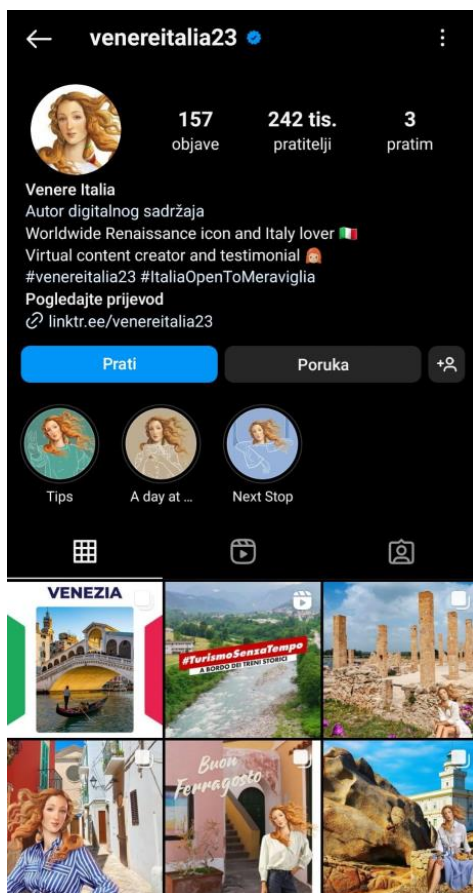 venereitalia23
157
242 tis.
3
objave
pratitelji
pratim
Venere Italia
Autor digitalnog sadržaja
Worldwide Renaissance icon and Italy lover 🇮🇹
Virtual content creator and testimonial 👩🏻‍🦰
#venereitalia23 #ItaliaOpenToMeraviglia
Pogledajte prijevod
linktr.ee/venereitalia23
Prati
Poruka
Tips
A day at ...
Next Stop
VENEZIA
#TurismoSenzaTempo
A BORDO DEI TRENI STORICI
Buon
Ferragosto